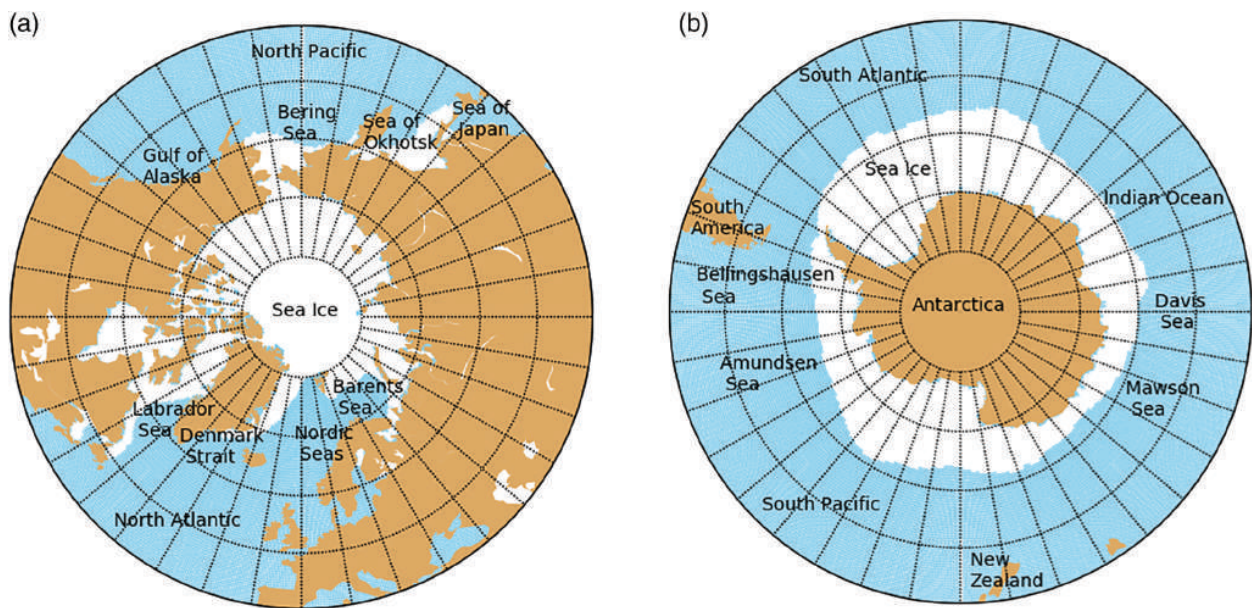 (a)
North Pacific
Bering
Sea
Sea of
Okhotsk
Sea of
Japan
Gulf of
Alaska
Sea Ice
Barents
Sea
Labrador
Sea
Denmark
Strait
Nordic
Seas
North Atlantic
(b)
South Atlantic
Sea Ice
Indian Ocean
South
America
Bellingshausen
Sea
Antarctica
Davis
Sea
Amundsen
Sea
Mawson
Sea
South Pacific
New
Zealand